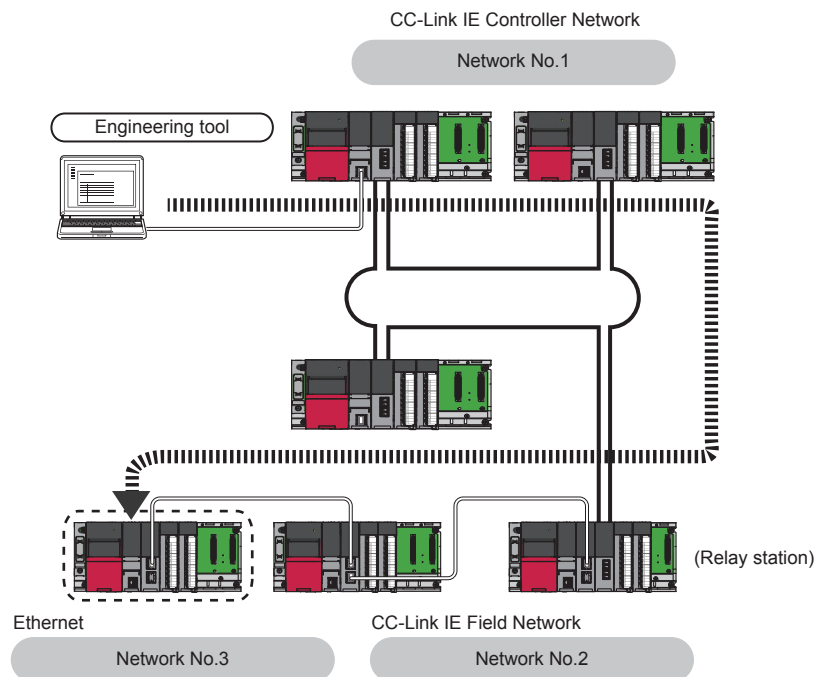 CC-Link IE Controller Network
Network No.1
Engineering tool
(Relay station)
Ethernet
CC-Link IE Field Network
Network No.3
Network No.2